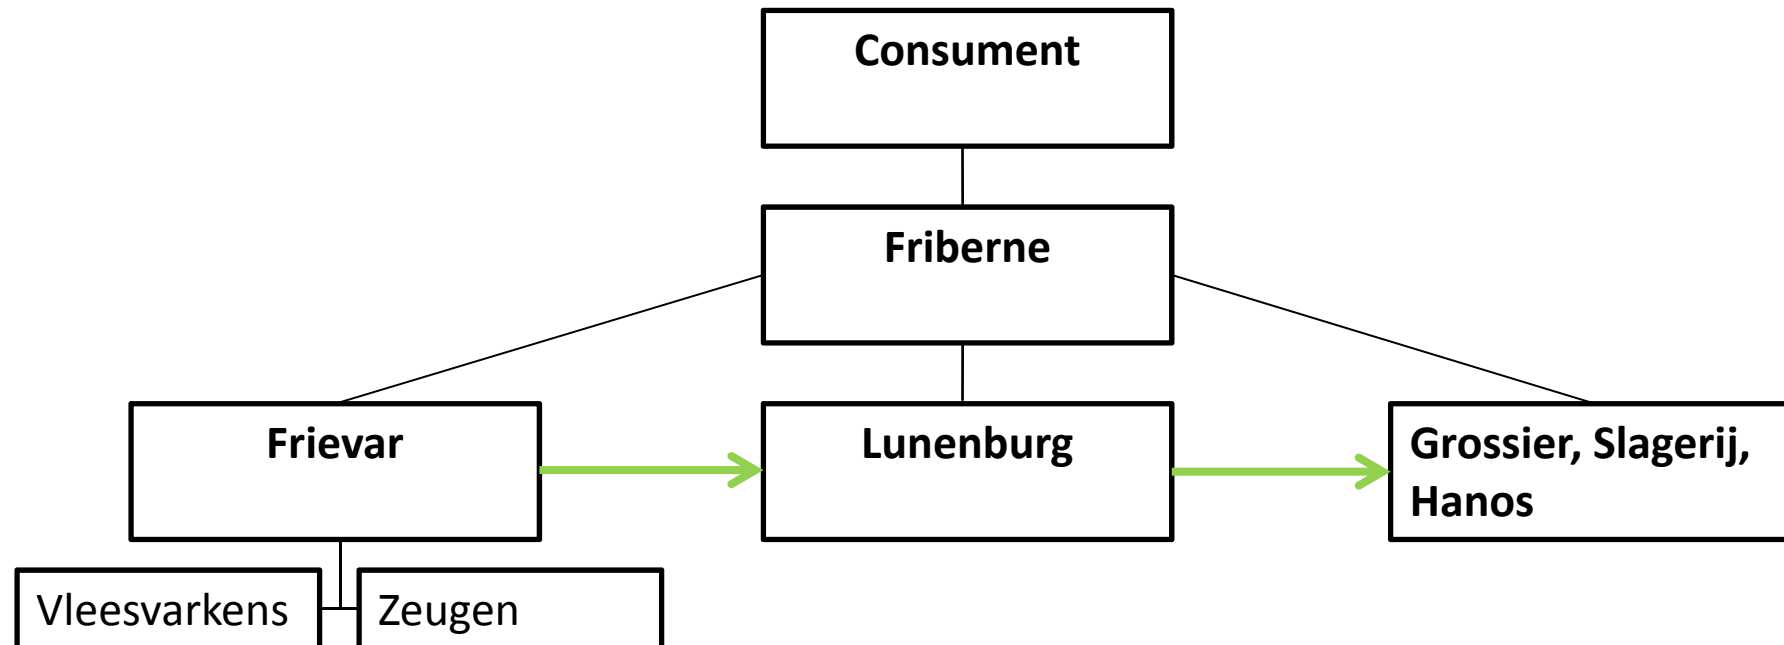 Consument
Friberne
Frievar
Lunenburg
Grossier, Slagerij,
Hanos
Vleesvarkens
Zeugen